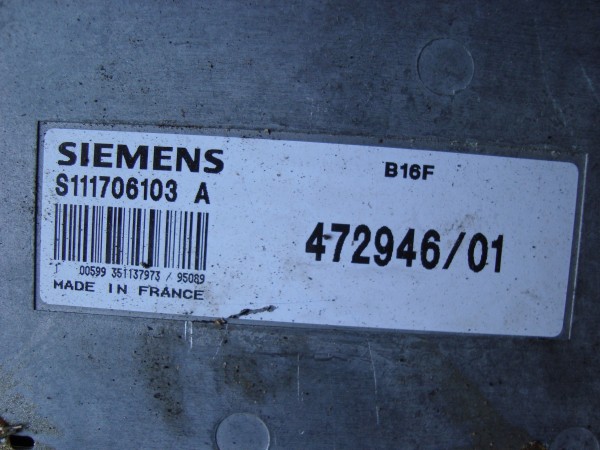 SIEMENS
B16F
S111706103 A
472946/01
00599 351137973 / 95089
MADE IN FRANCE